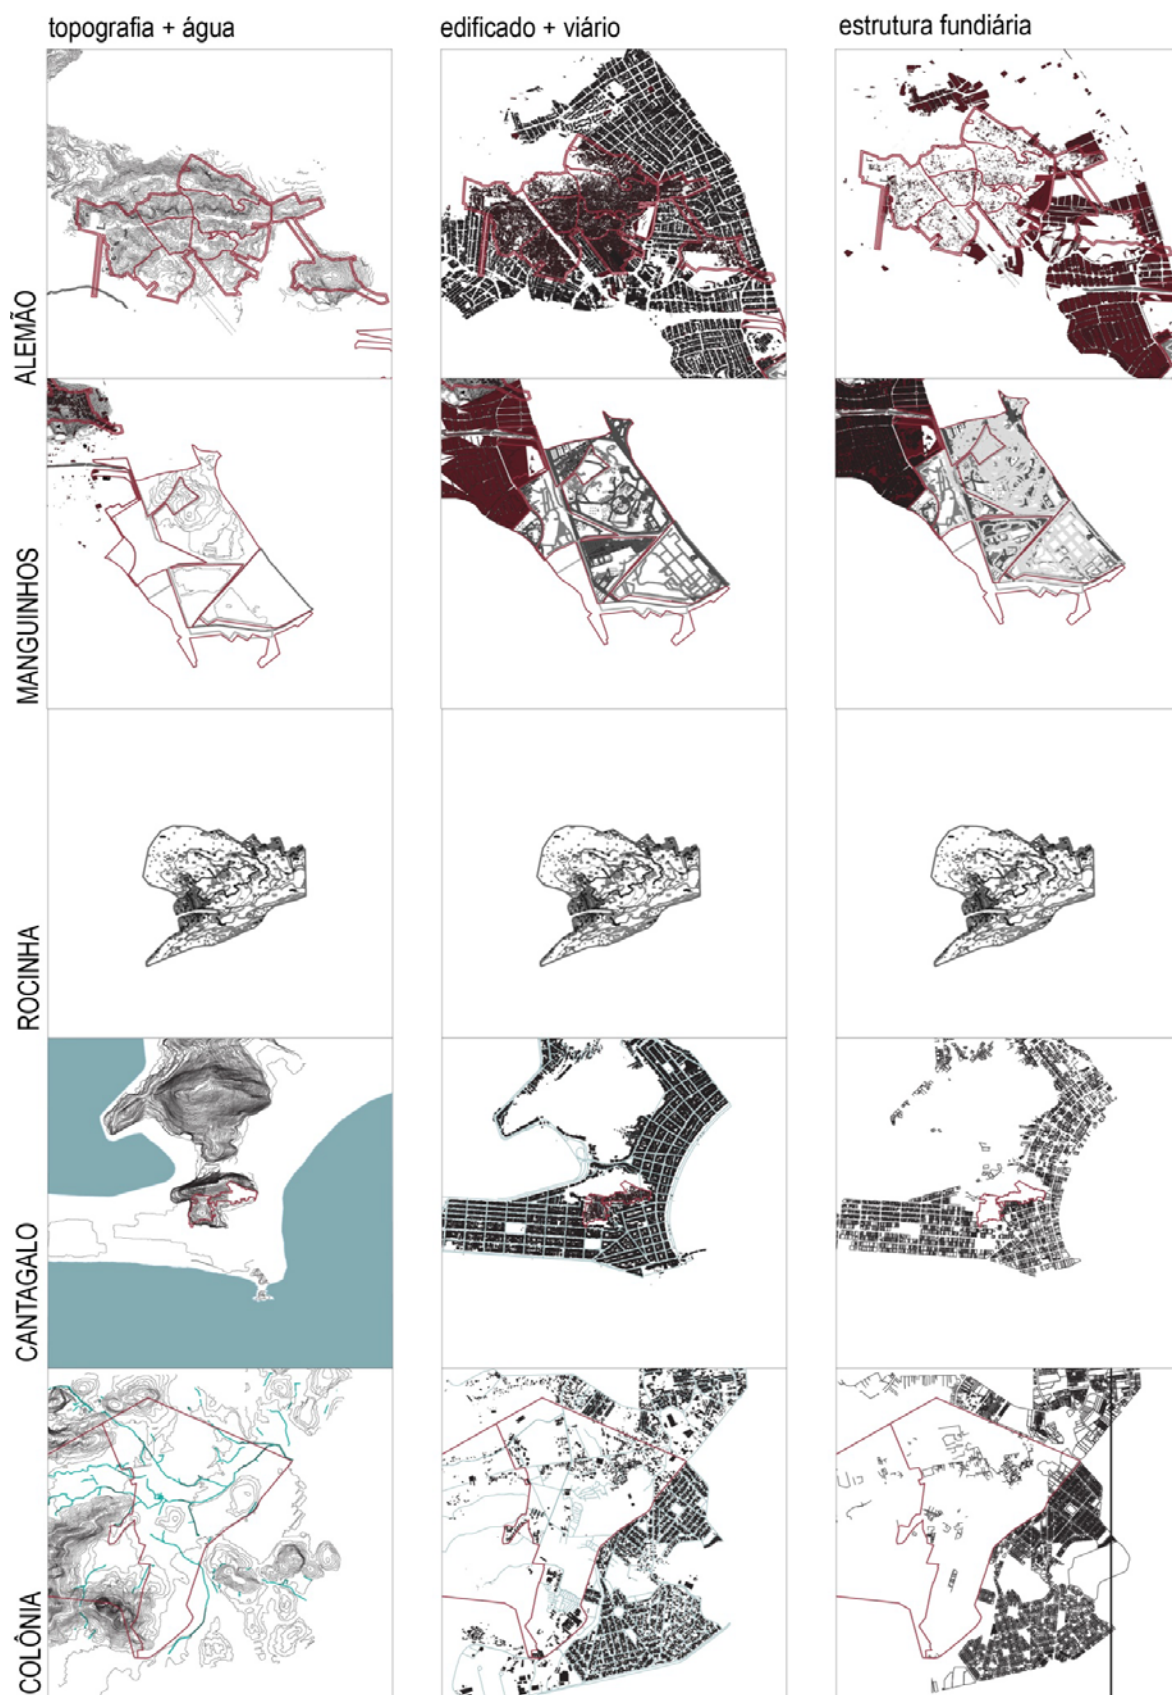 topografia + água
edificado + viário
estrutura fundiária
ALEMÃO
MANGUINHOS
ROCINHA
CANTAGALO
COLÔNIA